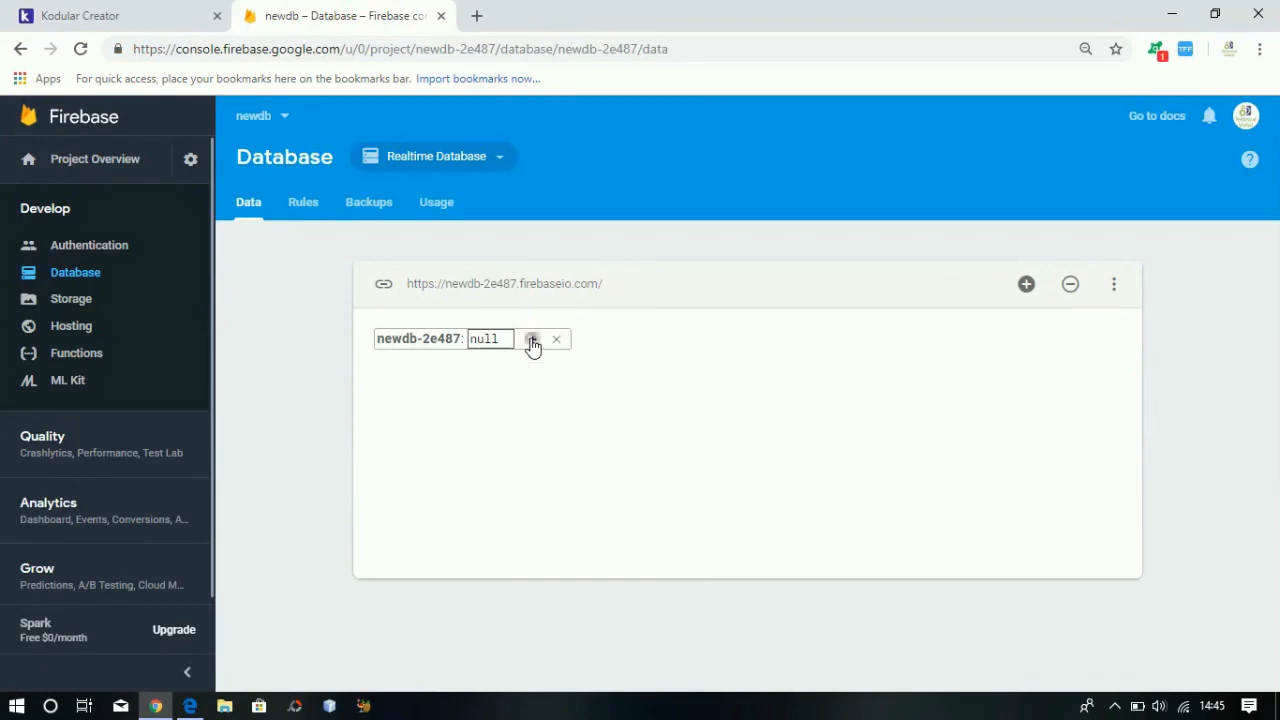 Kodular Creator
newdb – Database – Firebase con
https://console.firebase.google.com/u/0/project/newdb-2e487/database/newdb-2e487/data
1
TFF
Apps
For quick access, place your bookmarks here on the bookmarks bar. Import bookmarks now...
Firebase
newdb
Go to docs
Project Overview
Database
Realtime Database
Develop
Data
Rules
Backups
Usage
Authentication
Database
Storage
https://newdb-2e487.firebaseio.com/
Hosting
newdb-2e487: null
Functions
ML Kit
Quality
Crashlytics, Performance, Test Lab
Analytics
Dashboard, Events, Conversions, A...
Grow
Predictions, A/B Testing, Cloud M...
Spark
Free $0/month
Upgrade
14:45